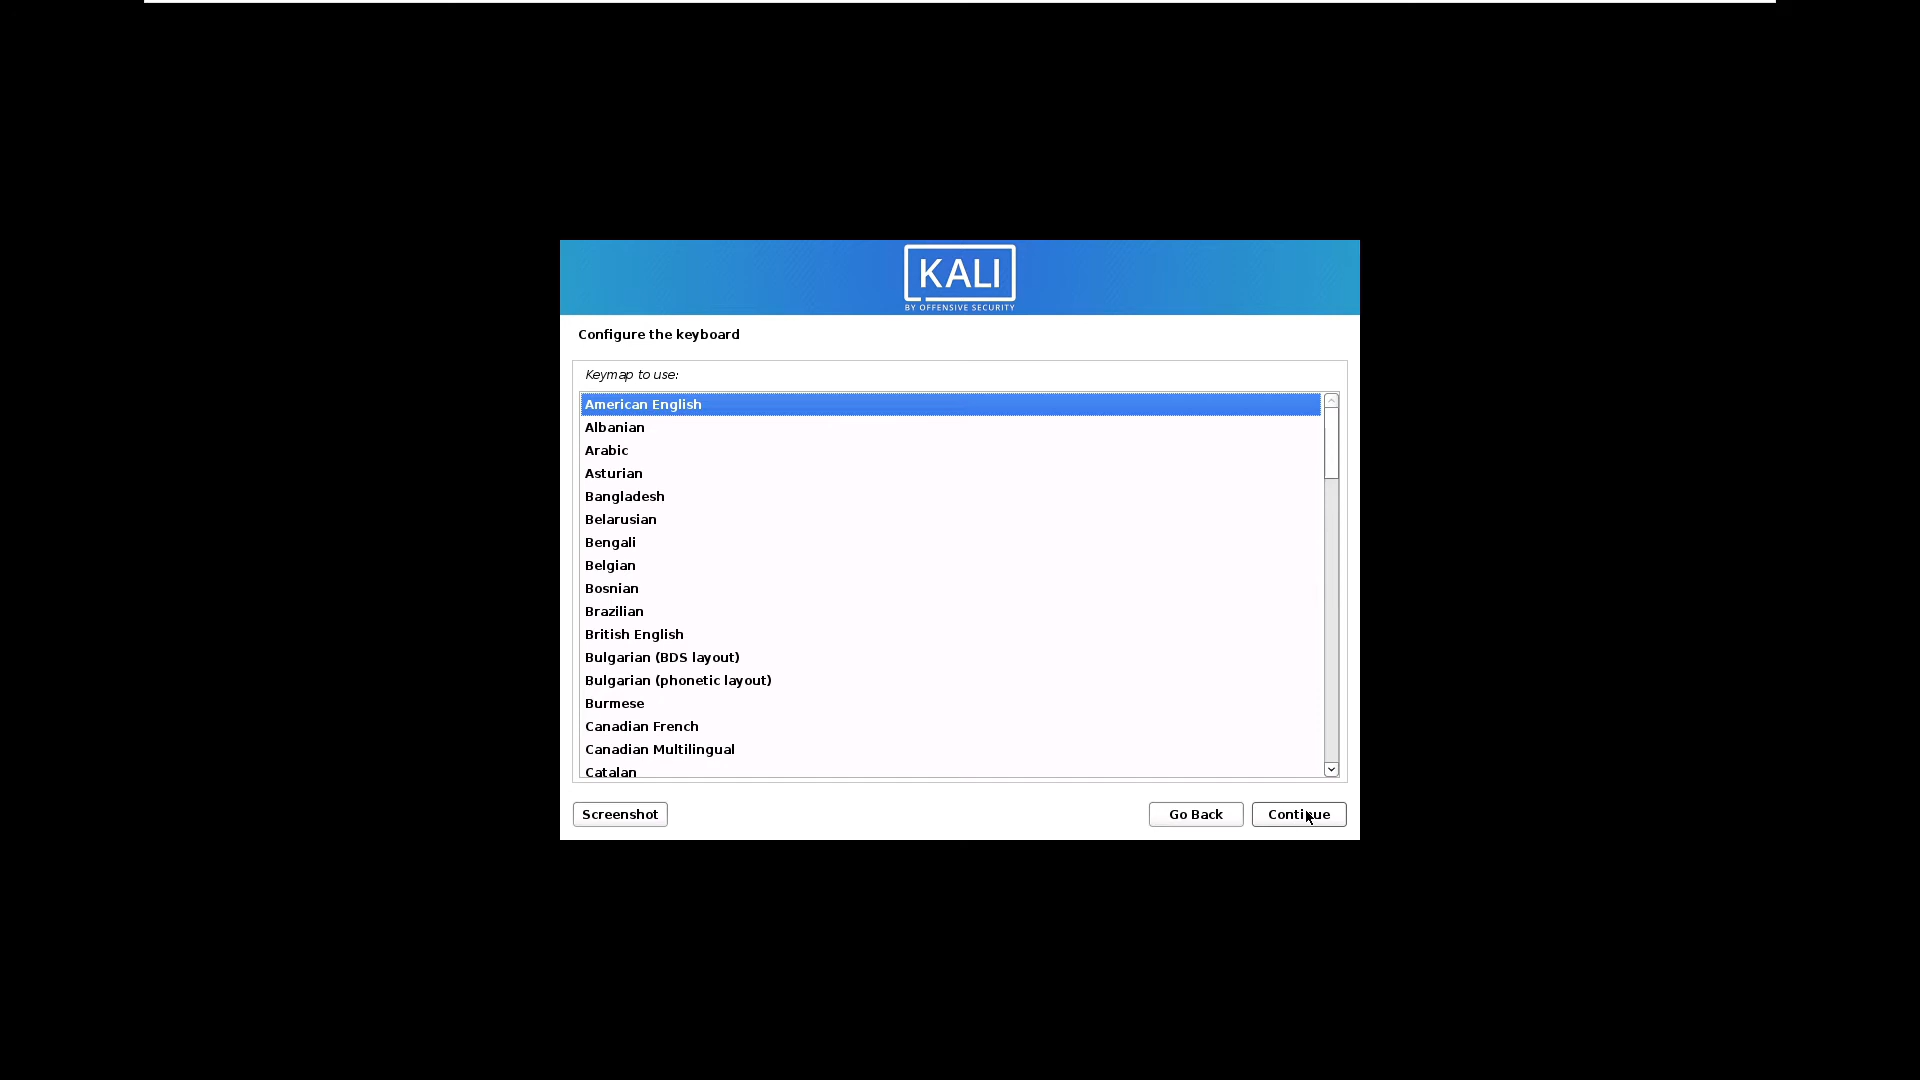 KALI
BY OFFENSIVE SECURITY
Configure the keyboard
Keymap to use:
American English
Albanian
Arabic
Asturian
Bangladesh
Belarusian
Bengali
Belgian
Bosnian
Brazilian
British English
Bulgarian (BDS layout)
Bulgarian (phonetic layout)
Burmese
Canadian French
Canadian Multilingual
Catalan
Screenshot
Go Back
Continue